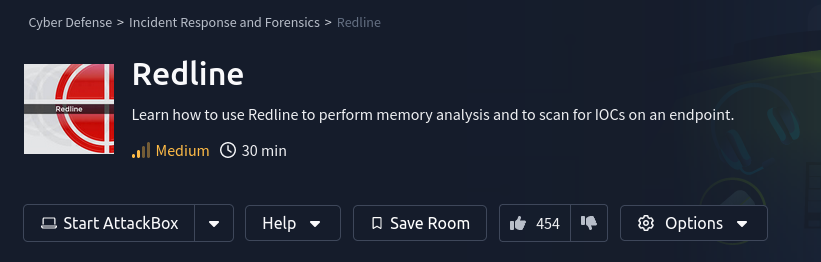 Cyber Defense > Incident Response and Forensics > Redline
Redline
Redline
Learn how to use Redline to perform memory analysis and to scan for IOCs on an endpoint.
Medium 30 min
Start AttackBox Help Save Room 454 Options